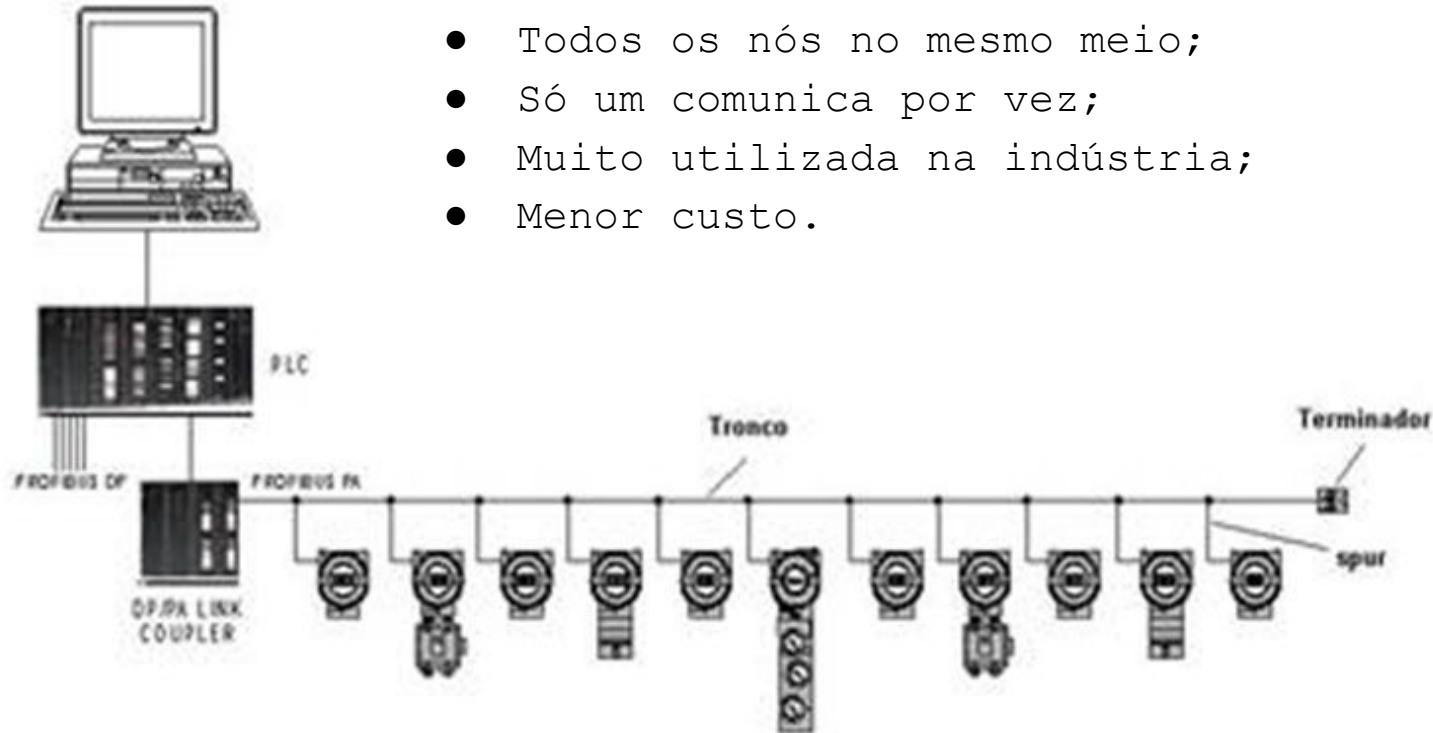 ● Todos os nós no mesmo meio;
● Só um comunica por vez;
● Muito utilizada na indústria;
● Menor custo.
PLC
Tronco
Terminador
PROFIBUS DP
PROFIBUS PA
spur
DP/PA LINK
COUPLER